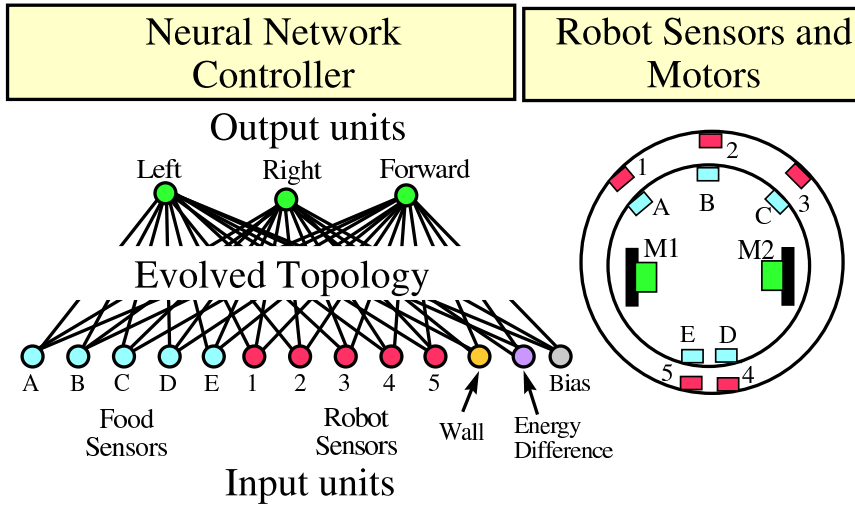 Neural Network
Controller
Robot Sensors and
Motors
Output units
Left Right Forward
Evolved Topology
A B C D E 1 2 3 4 5 Bias
Food
Sensors
Robot
Sensors
Wall
Energy
Difference
Input units
2
1 3
A B C
M1 M2
E D
5 4